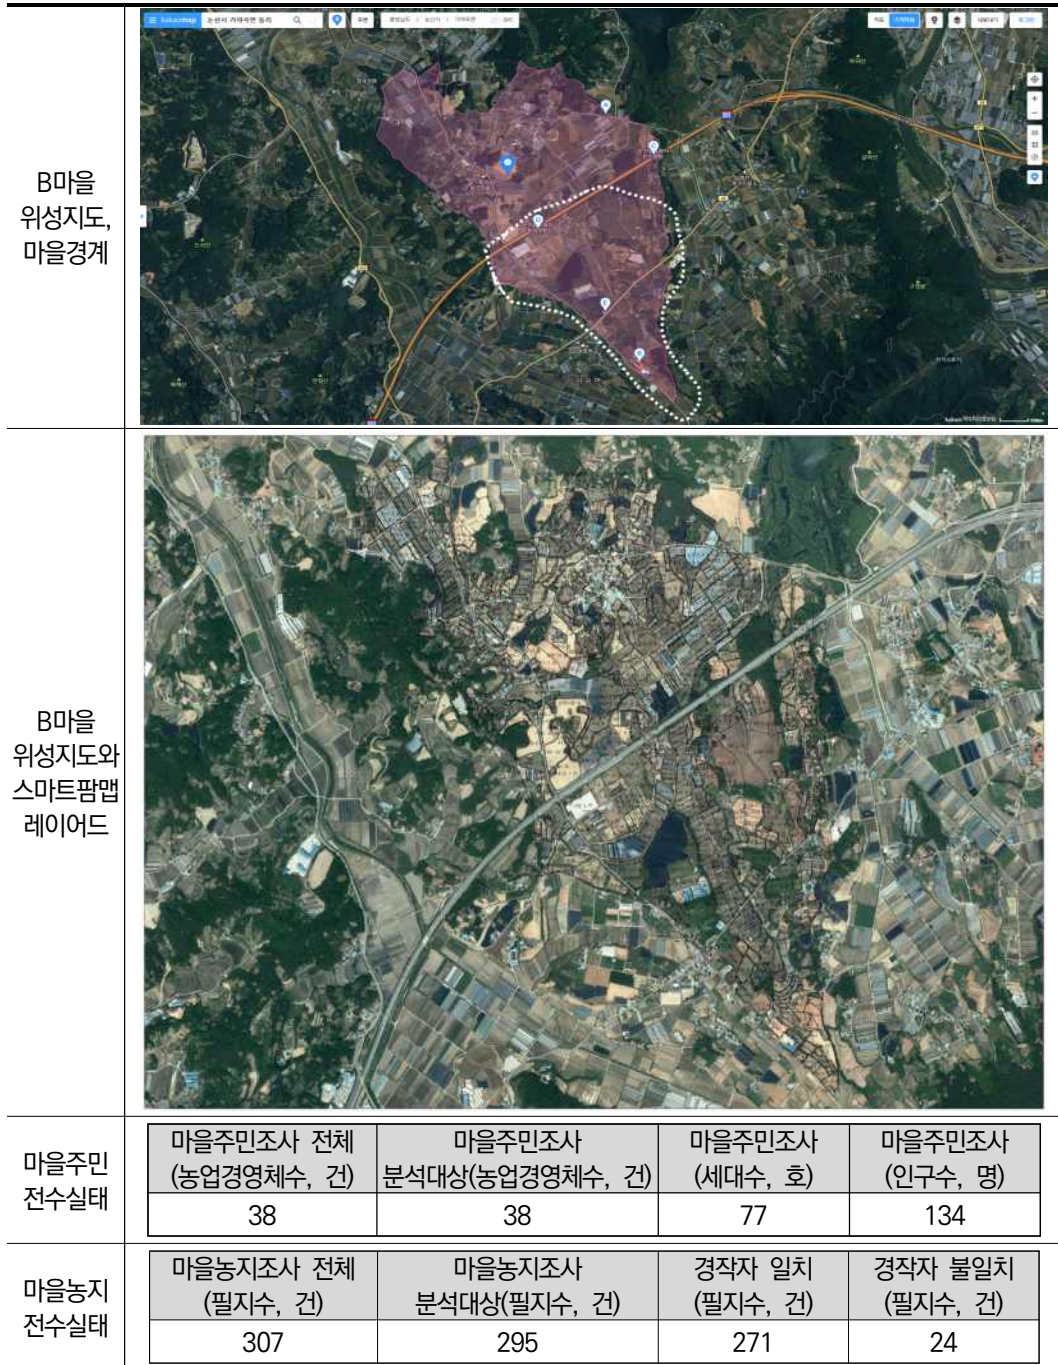 B마을
위성지도,
마을경계
kakaomap
B마을
위성지도와
스마트팜맵
레이어드
마을주민
전수실태
마을주민조사 전체
(농업경영체수, 건)
마을주민조사
분석대상(농업경영체수, 건)
마을주민조사
(세대수, 호)
마을주민조사
(인구수, 명)
38
38
77
134
마을농지
전수실태
마을농지조사 전체
(필지수, 건)
마을농지조사
분석대상(필지수, 건)
경작자 일치
(필지수, 건)
경작자 불일치
(필지수, 건)
307
295
271
24